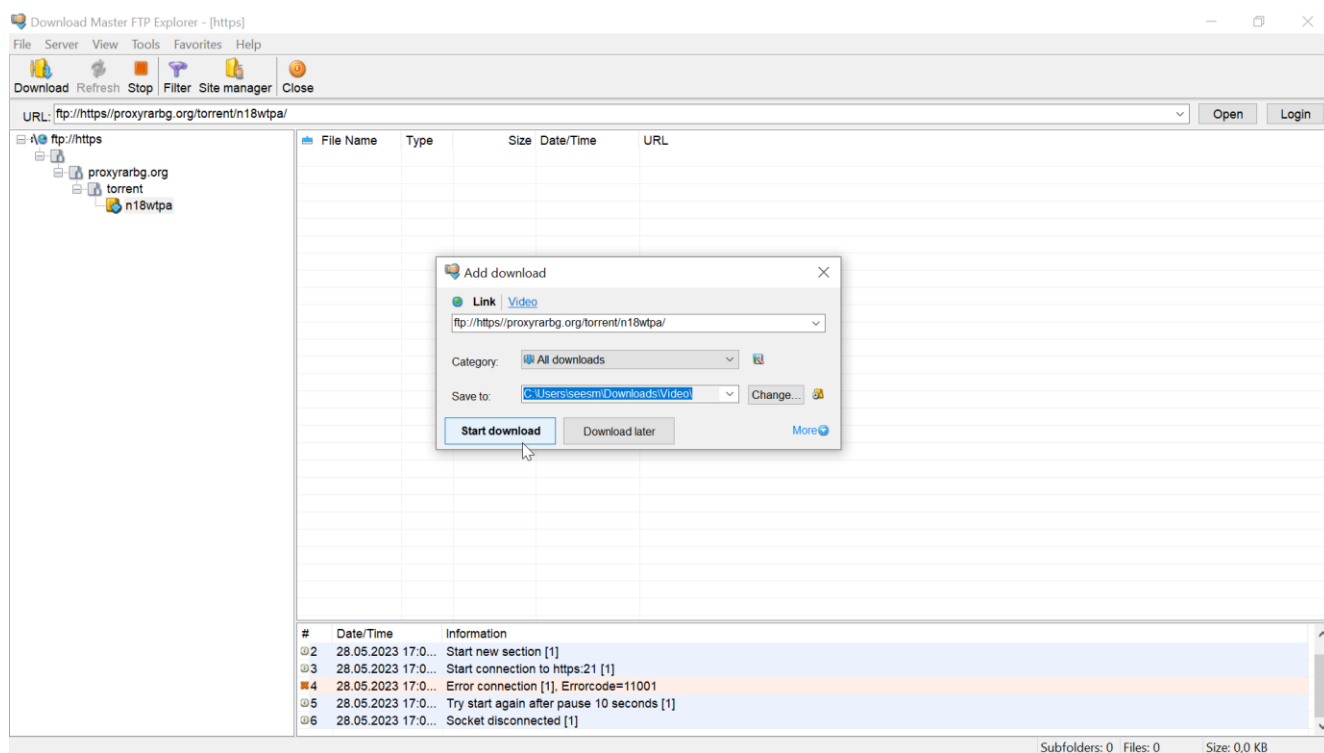 Download Master FTP Explorer - [https]
File Server View Tools Favorites Help
Download Refresh Stop Filter Site manager Close
URL: ftp://https//proxyrarbg.org/torrent/n18wtpa/ Open Login
ftp://https
proxyrarbg.org
torrent
n18wtpa
File Name Type Size Date/Time URL
Add download
Link Video
ftp://https//proxyrarbg.org/torrent/n18wtpa/
Category: All downloads
Save to: C:\Users\seesm\Downloads\Video\ Change...
Start download Download later More
# Date/Time Information
2 28.05.2023 17:0... Start new section [1]
3 28.05.2023 17:0... Start connection to https:21 [1]
4 28.05.2023 17:0... Error connection [1], Errorcode=11001
5 28.05.2023 17:0... Try start again after pause 10 seconds [1]
6 28.05.2023 17:0... Socket disconnected [1]
Subfolders: 0 Files: 0 Size: 0,0 KB